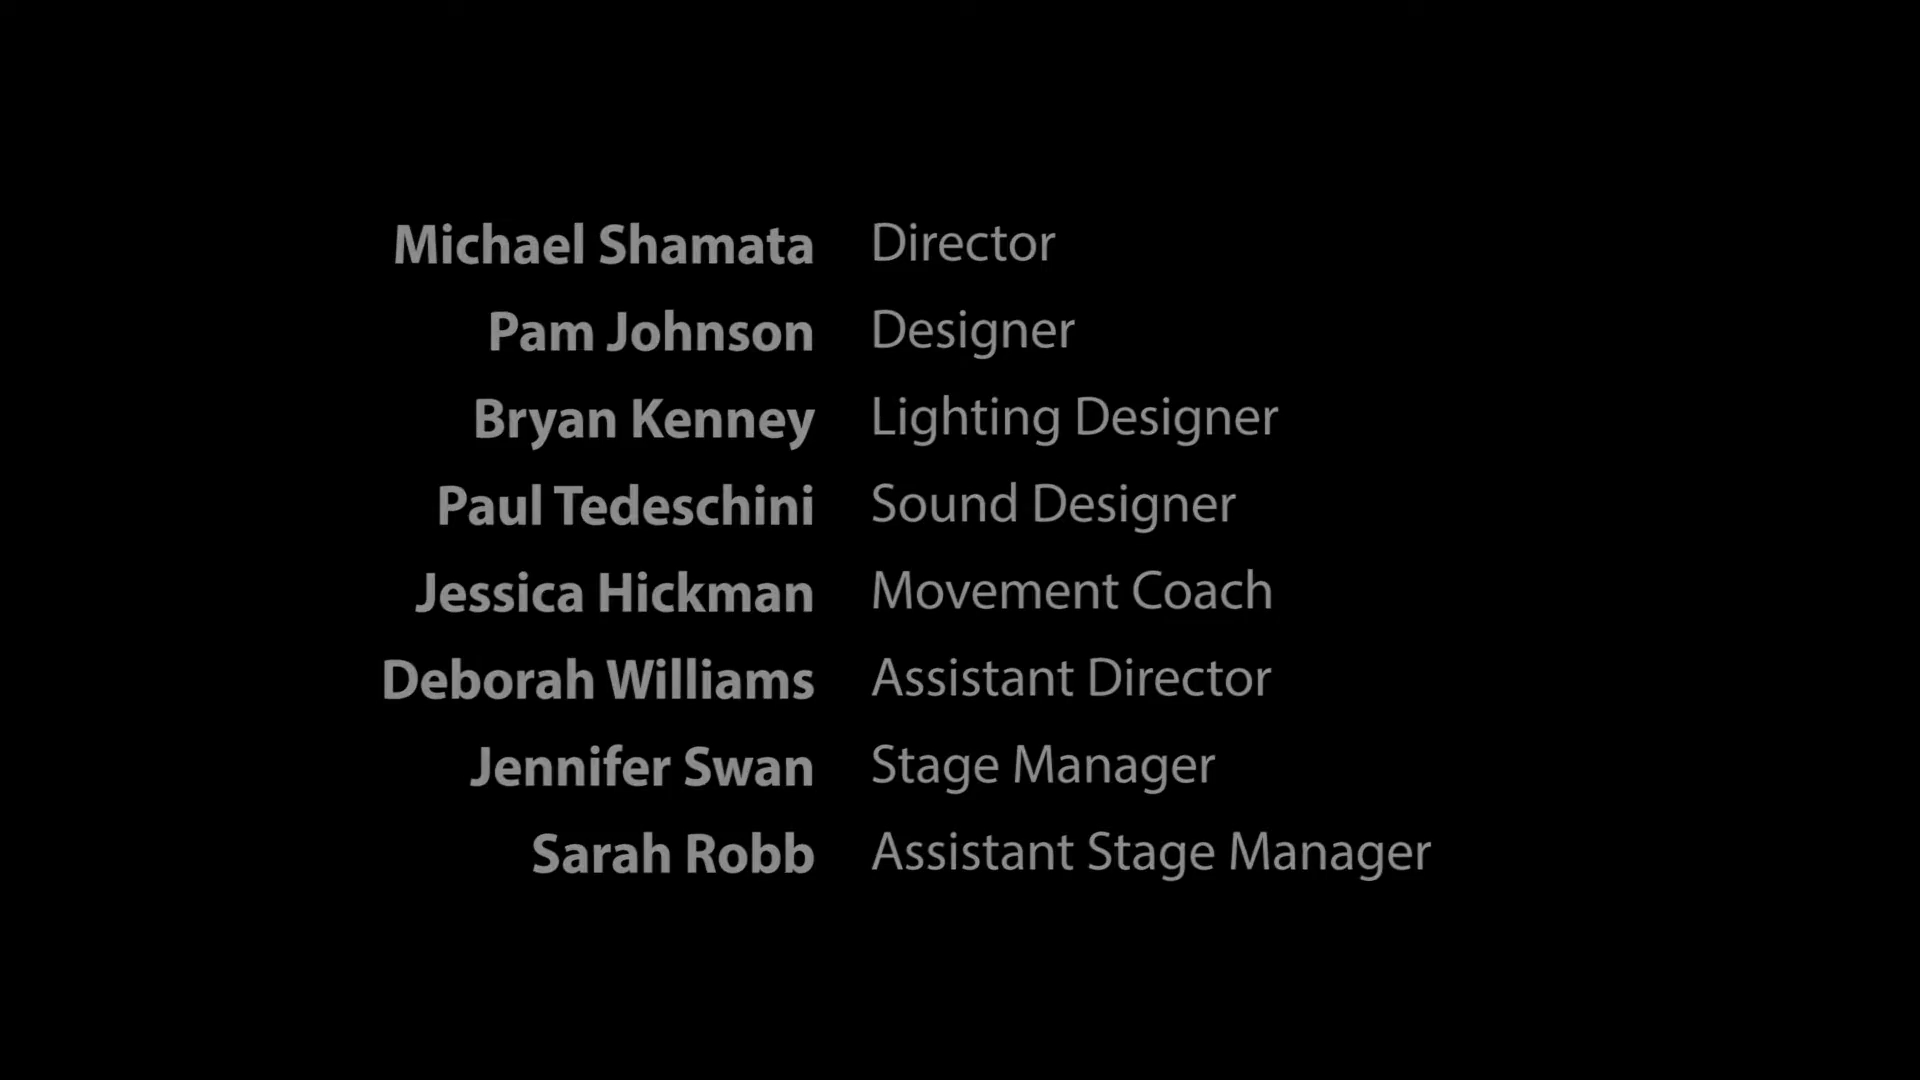 Michael Shamata Director
Pam Johnson Designer
Bryan Kenney Lighting Designer
Paul Tedeschini Sound Designer
Jessica Hickman Movement Coach
Deborah Williams Assistant Director
Jennifer Swan Stage Manager
Sarah Robb Assistant Stage Manager